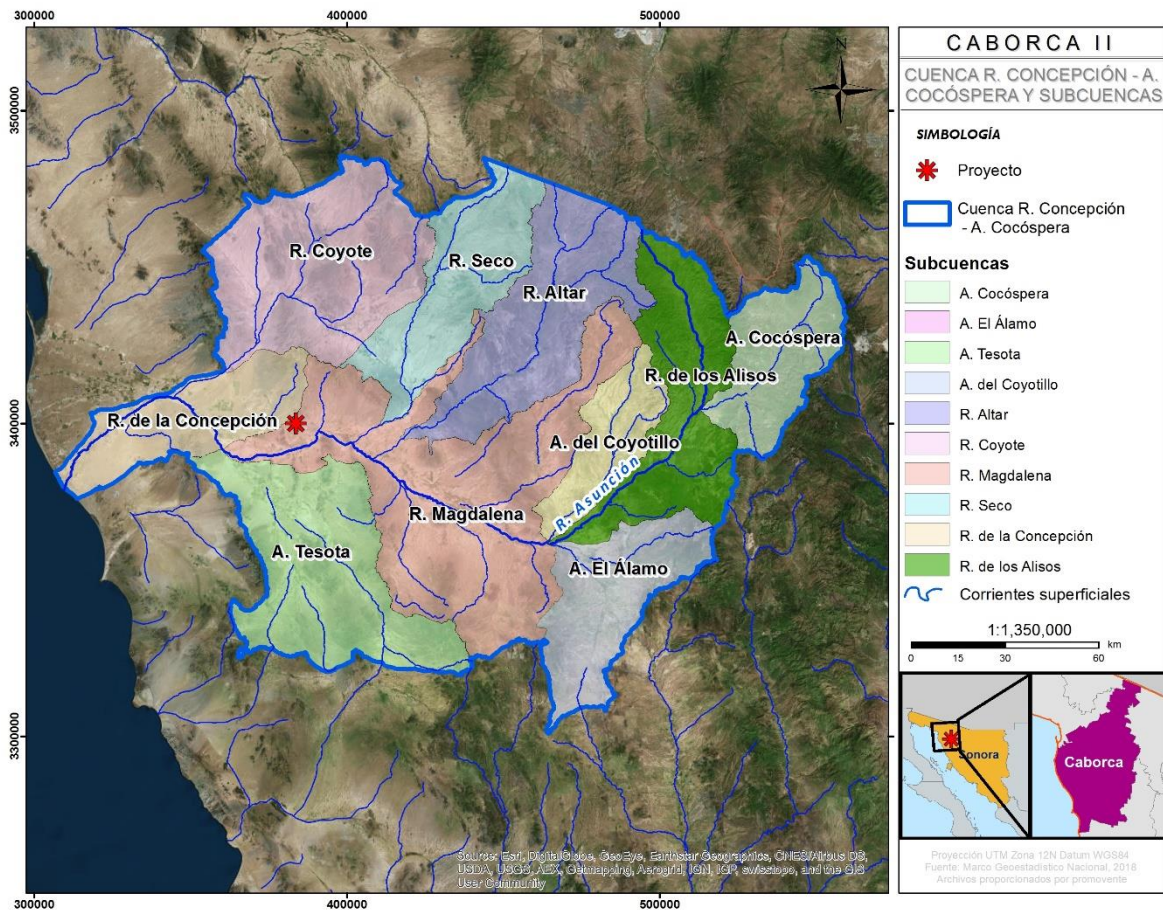 300000
400000
500000
3500000
3400000
3300000
N
R. Coyote
R. Seco
R. Altar
A. Cocóspera
R. de los Alisos
R. de la Concepción
A. del Coyotillo
R. Asunción
R. Magdalena
A. Tesota
A. El Álamo
Source: Esri, DigitalGlobe, GeoEye, Earthstar Geographics, CNES/Airbus DS,
USDA, USGS, AEX, Getmapping, Aerogrid, IGN, IGP, swisstopo, and the GIS
User Community
300000
400000
500000
CABORCA II
CUENCA R. CONCEPCIÓN - A.
COCÓSPERA Y SUBCUENCAS
SIMBOLOGÍA
Proyecto
Cuenca R. Concepción
- A. Cocóspera
Subcuencas
A. Cocóspera
A. El Álamo
A. Tesota
A. del Coyotillo
R. Altar
R. Coyote
R. Magdalena
R. Seco
R. de la Concepción
R. de los Alisos
Corrientes superficiales
1:1,350,000
km
0 15 30 60
Sonora
Caborca
Proyección UTM Zona 12N Datum WGS84
Fuente: Marco Geoestadístico Nacional, 2018
Archivos proporcionados por promovente